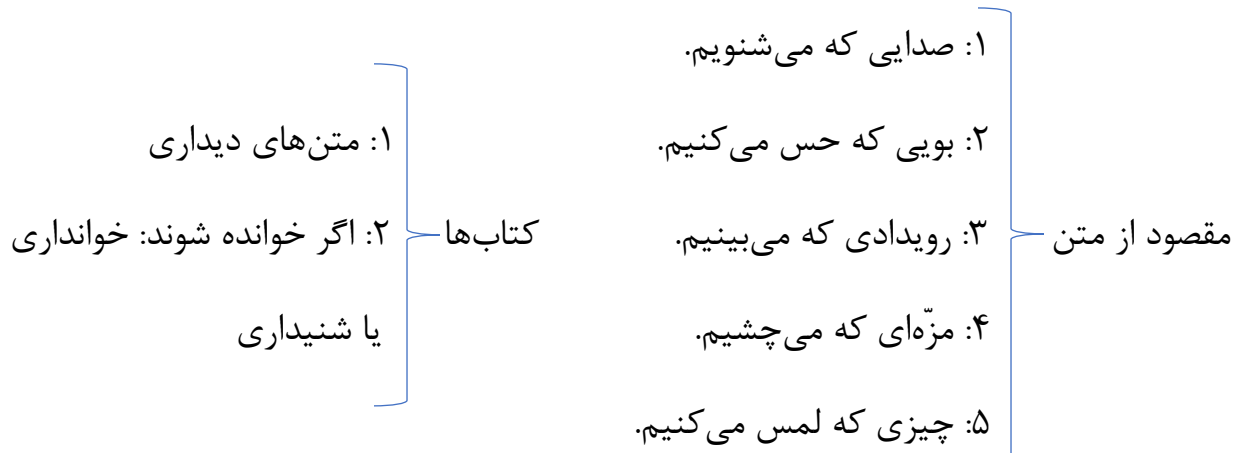 مقصود از متن
۱: صدایی که می‌شنویم.
۲: بویی که حس می‌کنیم.
۳: رویدادی که می‌بینیم.
۴: مزّه‌ای که می‌چشیم.
۵: چیزی که لمس می‌کنیم.
کتاب‌ها
۱: متن‌های دیداری
۲: اگر خوانده شوند: خوانداری
یا شنیداری